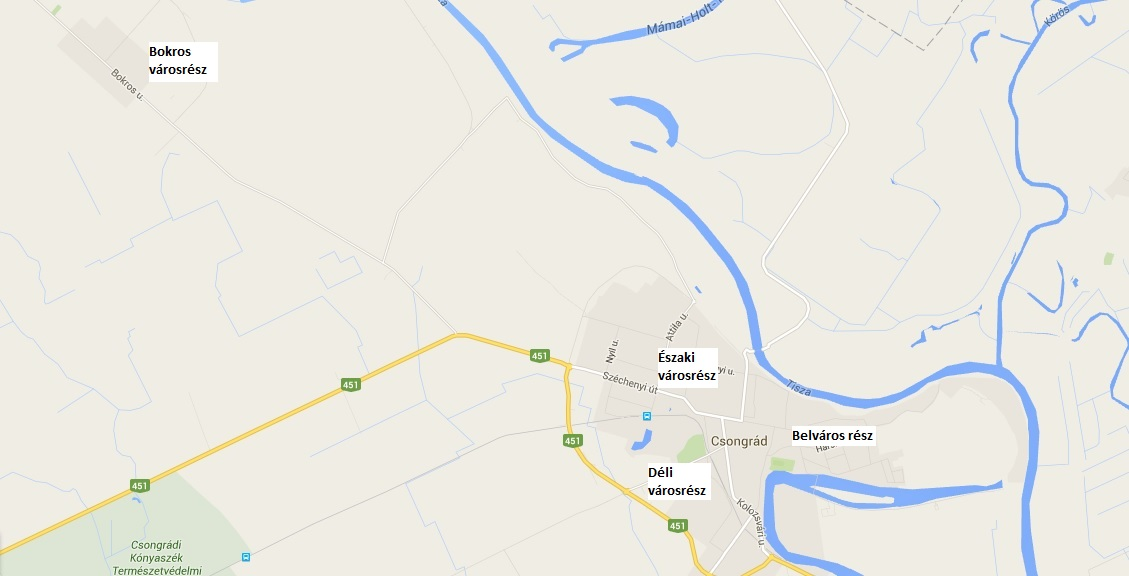 Mámai-Holt-
Körös
Bokros
városrész
Bokros u.
Attila u.
Nyíl u.
451
Északi
városrész
yi u.
Széchenyi út
451
Tisza
451
Csongrád
Belváros rész
Déli
városrész
451
Kolozsvári u.
451
Csongrádi
Kónyaszék
Természetvédelmi